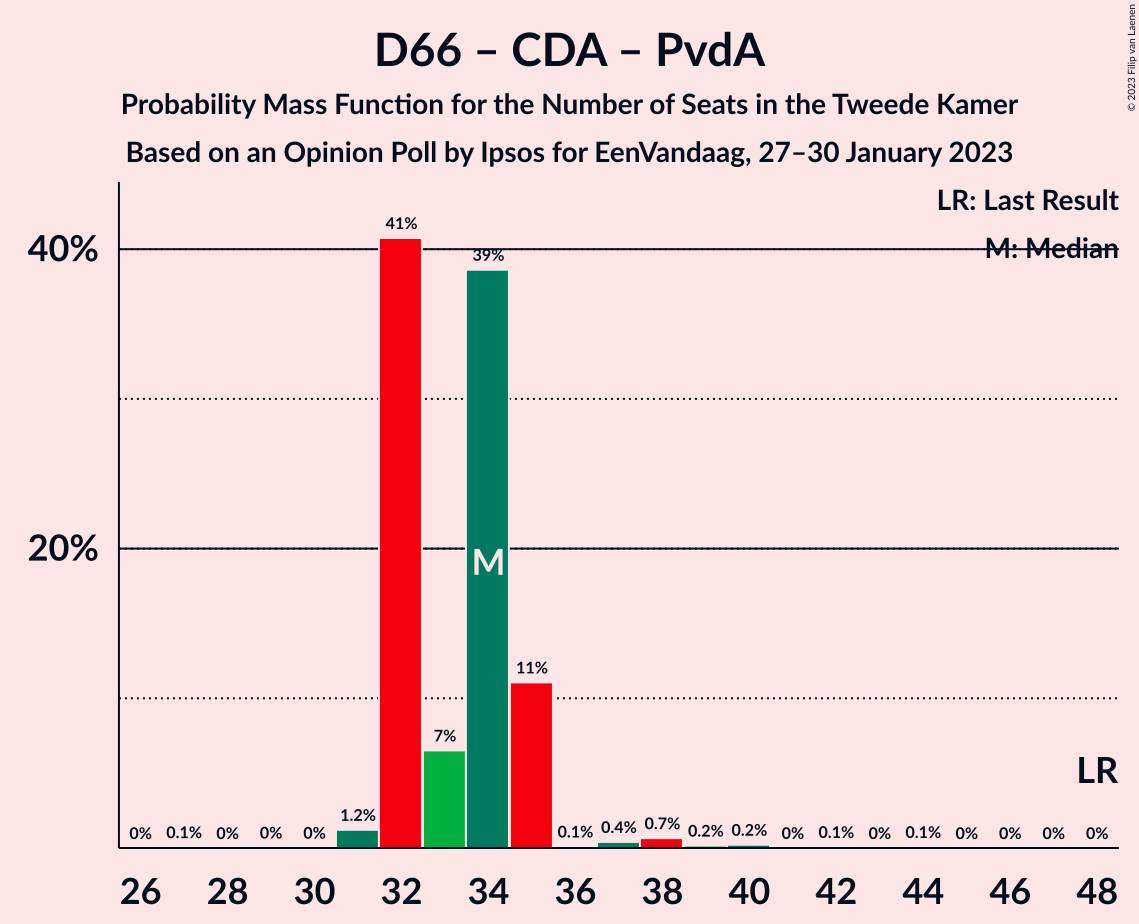 D66 – CDA – PvdA
Probability Mass Function for the Number of Seats in the Tweede Kamer
Based on an Opinion Poll by Ipsos for EenVandaag, 27–30 January 2023
© 2023 Filip van Laenen
LR: Last Result
M: Median
40%
20%
41%
39%
M
11%
7%
LR
0% 0.1% 0% 0% 0% 1.2% 0.1% 0.4% 0.7% 0.2% 0.2% 0% 0.1% 0% 0.1% 0% 0% 0% 0%
26 28 30 32 34 36 38 40 42 44 46 48